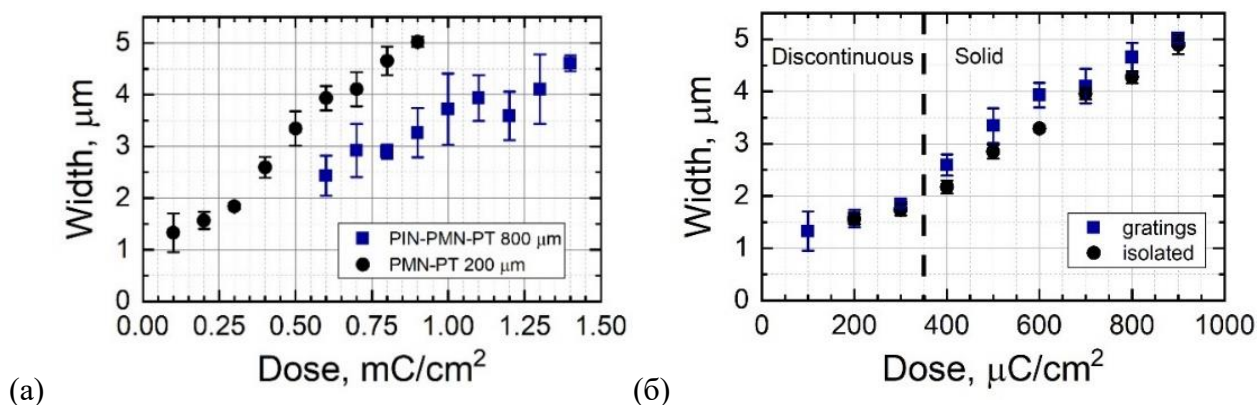 5
4
3
2
1
0
Width, μm
PIN-PMN-PT 800 μm
PMN-PT 200 μm
0.00 0.25 0.50 0.75 1.00 1.25 1.50
Dose, mC/cm²
(а)
5
4
3
2
1
0
Width, μm
Discontinuous Solid
gratings
isolated
0 200 400 600 800 1000
Dose, μC/cm²
(б)